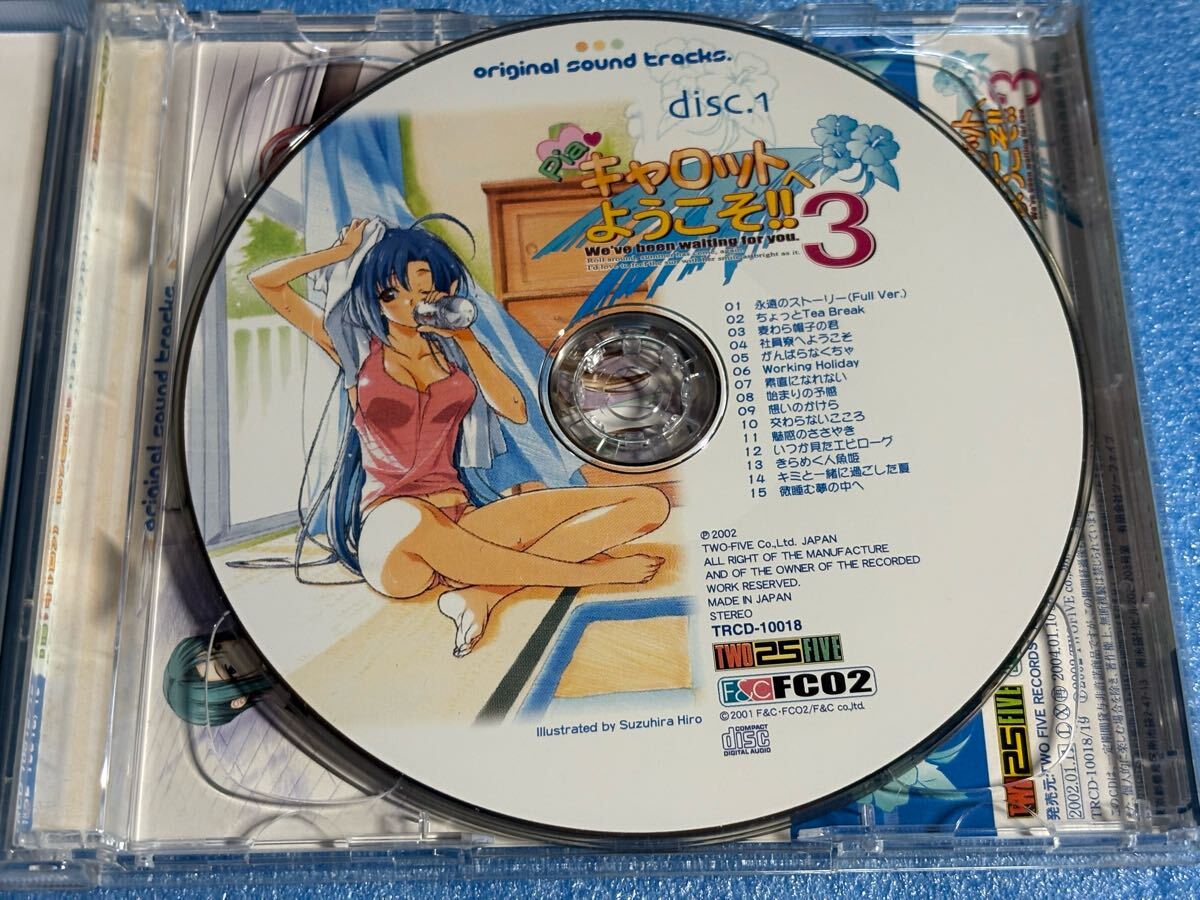 original sound tracks.
disc.1
Pia
キャロットへ
ようこそ!!
3
We've been waiting for you.
01 永遠のストーリー(Full Ver.)
02 ちょっとTea Break
03 麦わら帽子の君
04 社員寮へようこそ
05 がんばらなくちゃ
06 Working Holiday
07 素直になれない
08 始まりの予感
09 想いのかけら
10 交わらないこころ
11 魅惑のささやき
12 いつか見たエピローグ
13 きらめく人魚姫
14 キミと一緒に過ごした夏
15 微睡む夢の中へ
℗2002
TWO-FIVE Co.,Ltd. JAPAN
ALL RIGHT OF THE MANUFACTURE
AND OF THE OWNER OF THE RECORDED
WORK RESERVED.
MADE IN JAPAN
STEREO
TRCD-10018
TWO 25 FIVE
F&C FC02
©2001 F&C・FC02/F&C co,ltd.
Illustrated by Suzuhira Hiro
COMPACT
disc
DIGITAL AUDIO
original sound tracks
3
TWO 25 FIVE
発売元:TWO FIVE RECORDS
TRCD-10018/19